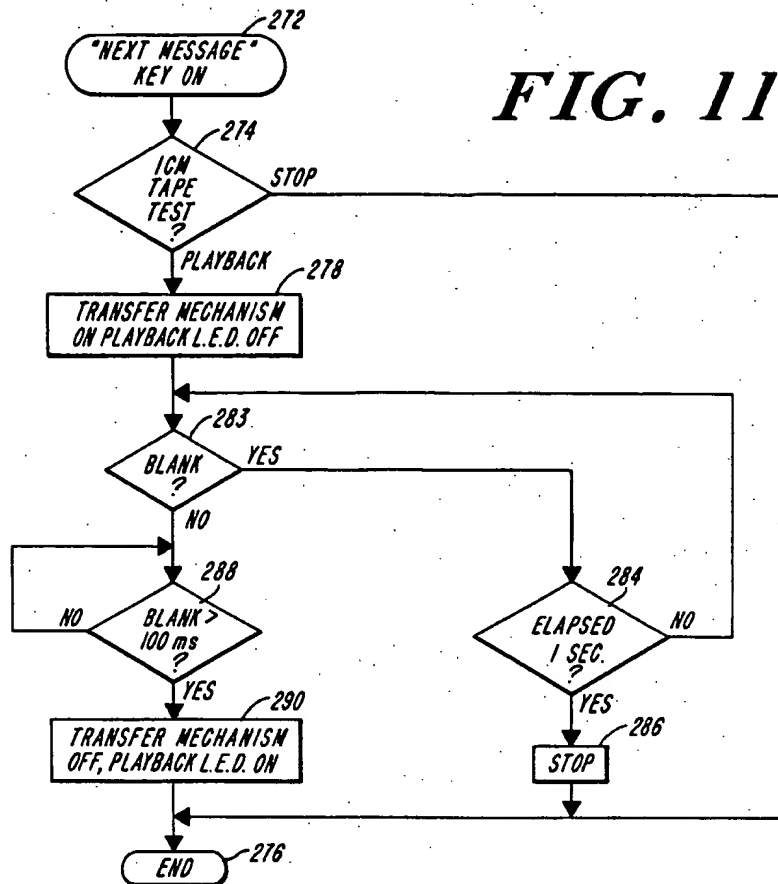 272
"NEXT MESSAGE"
KEY ON
FIG. 11
274
ICM
TAPE
TEST
?
STOP
PLAYBACK
278
TRANSFER MECHANISM
ON PLAYBACK L.E.D. OFF
283
BLANK
?
YES
NO
288
BLANK >
100 ms
?
NO
YES
284
ELAPSED
1 SEC.
?
NO
YES
290
TRANSFER MECHANISM
OFF, PLAYBACK L.E.D. ON
286
STOP
END
276